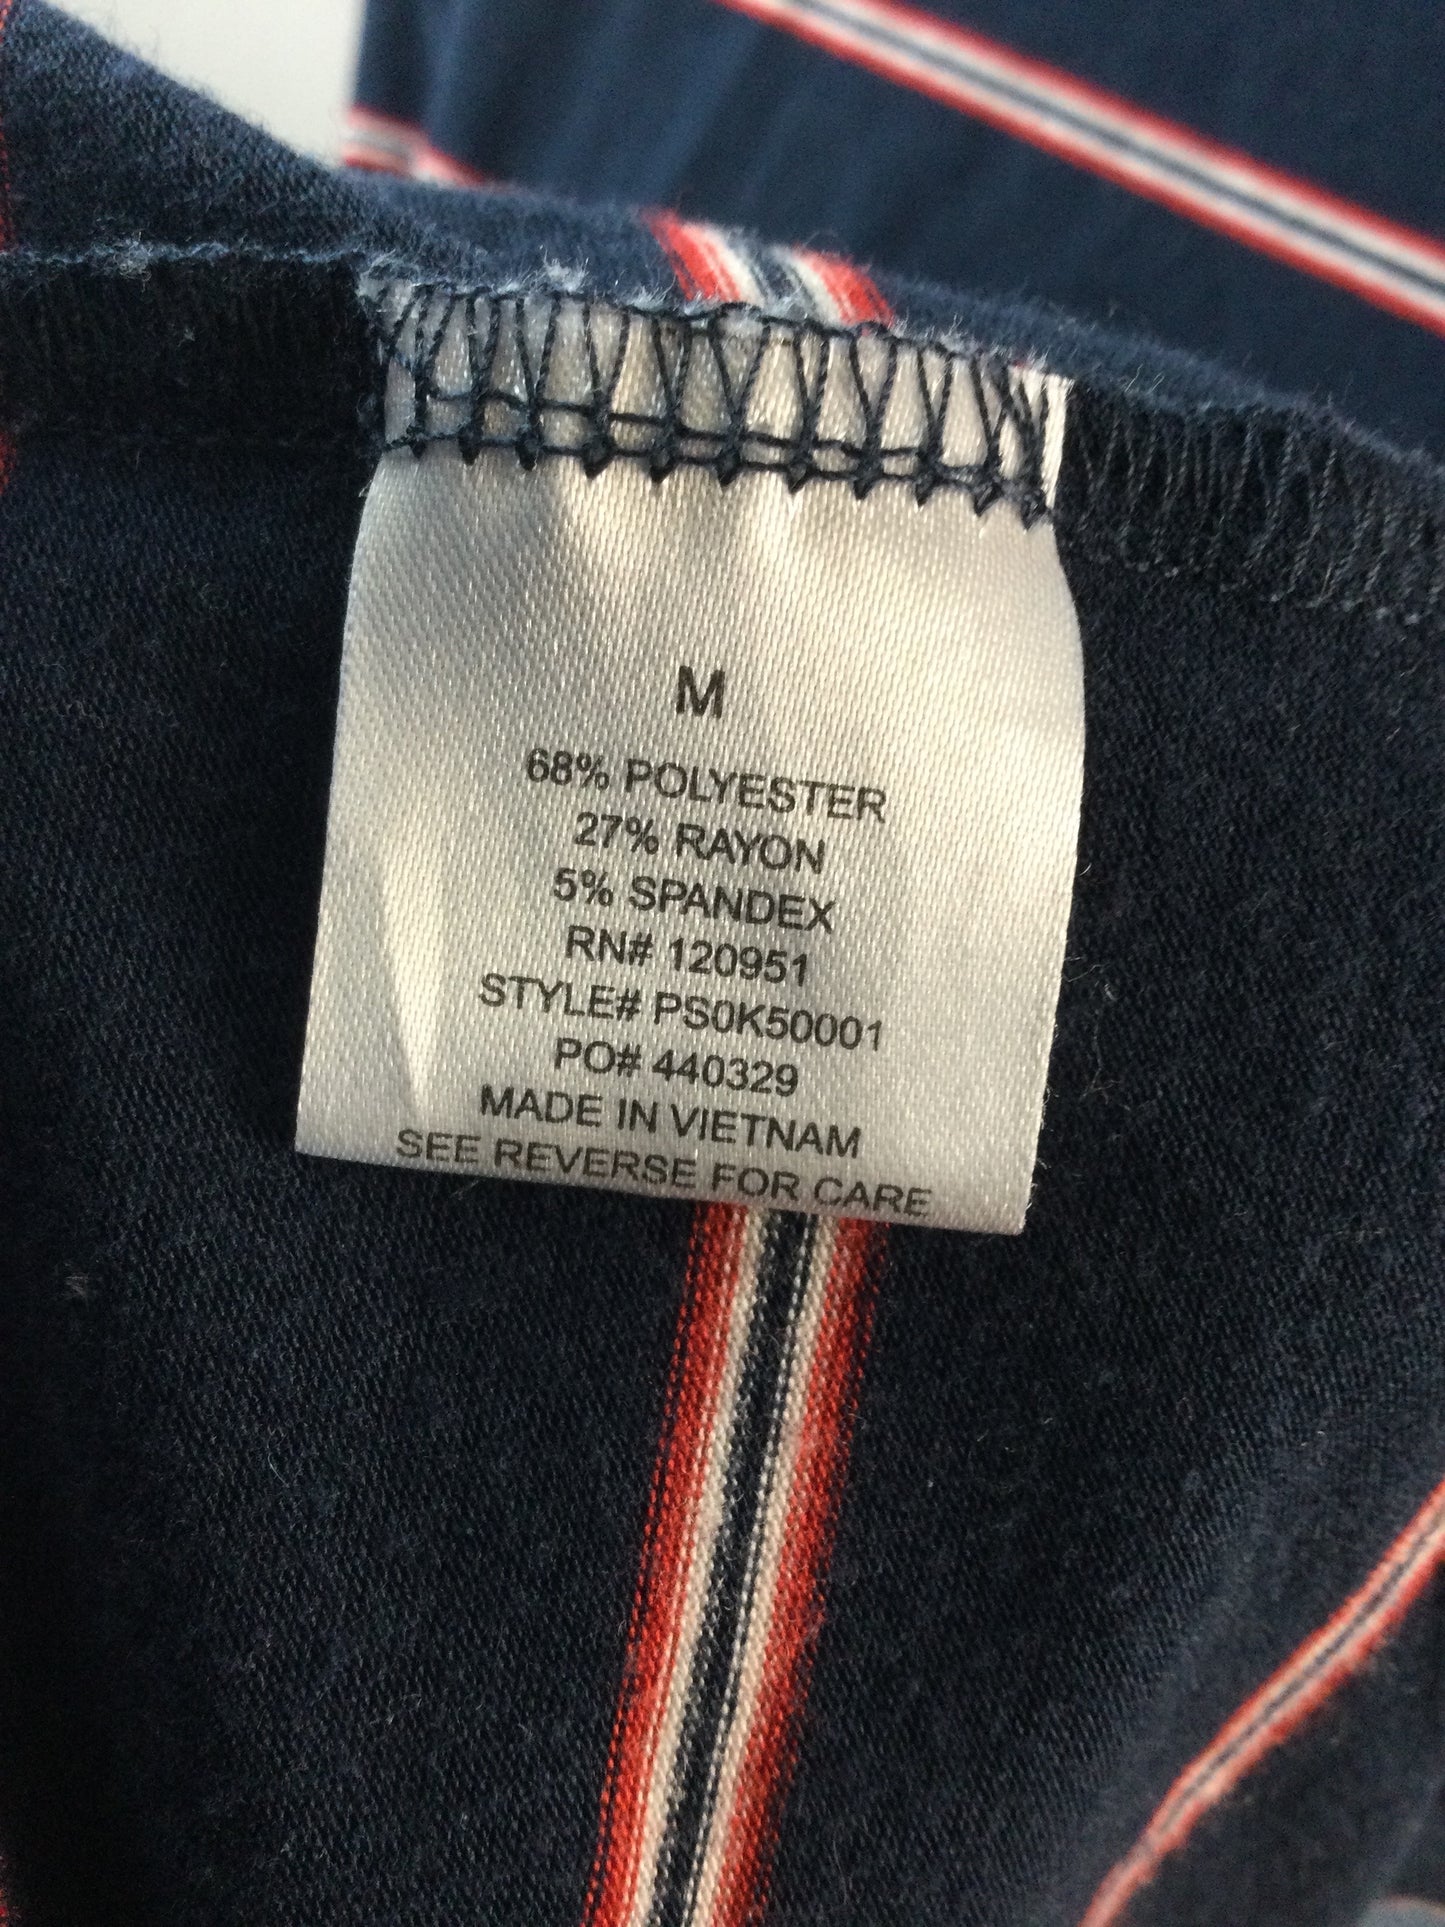 M
68% POLYESTER
27% RAYON
5% SPANDEX
RN# 120951
STYLE# PS0K50001
PO# 440329
MADE IN VIETNAM
SEE REVERSE FOR CARE